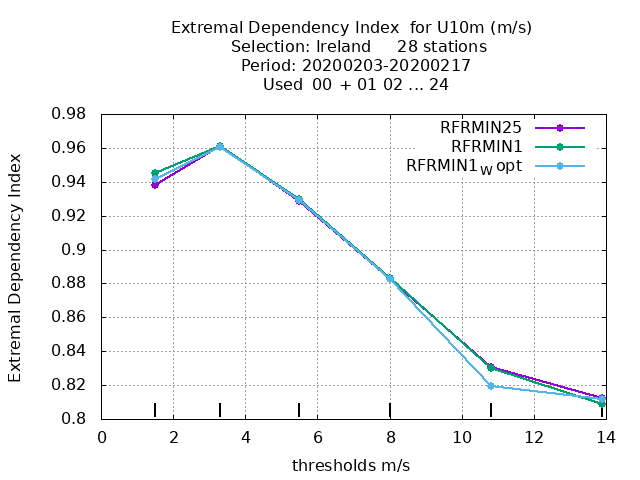 Extremal Dependency Index  for U10m (m/s)
Selection: Ireland     28 stations
Period: 20200203-20200217
Used  00 + 01 02 ... 24
RFRMIN25
RFRMIN1
RFRMIN1W opt
Extremal Dependency Index
0.98
0.96
0.94
0.92
0.9
0.88
0.86
0.84
0.82
0.8
0 2 4 6 8 10 12 14
thresholds m/s